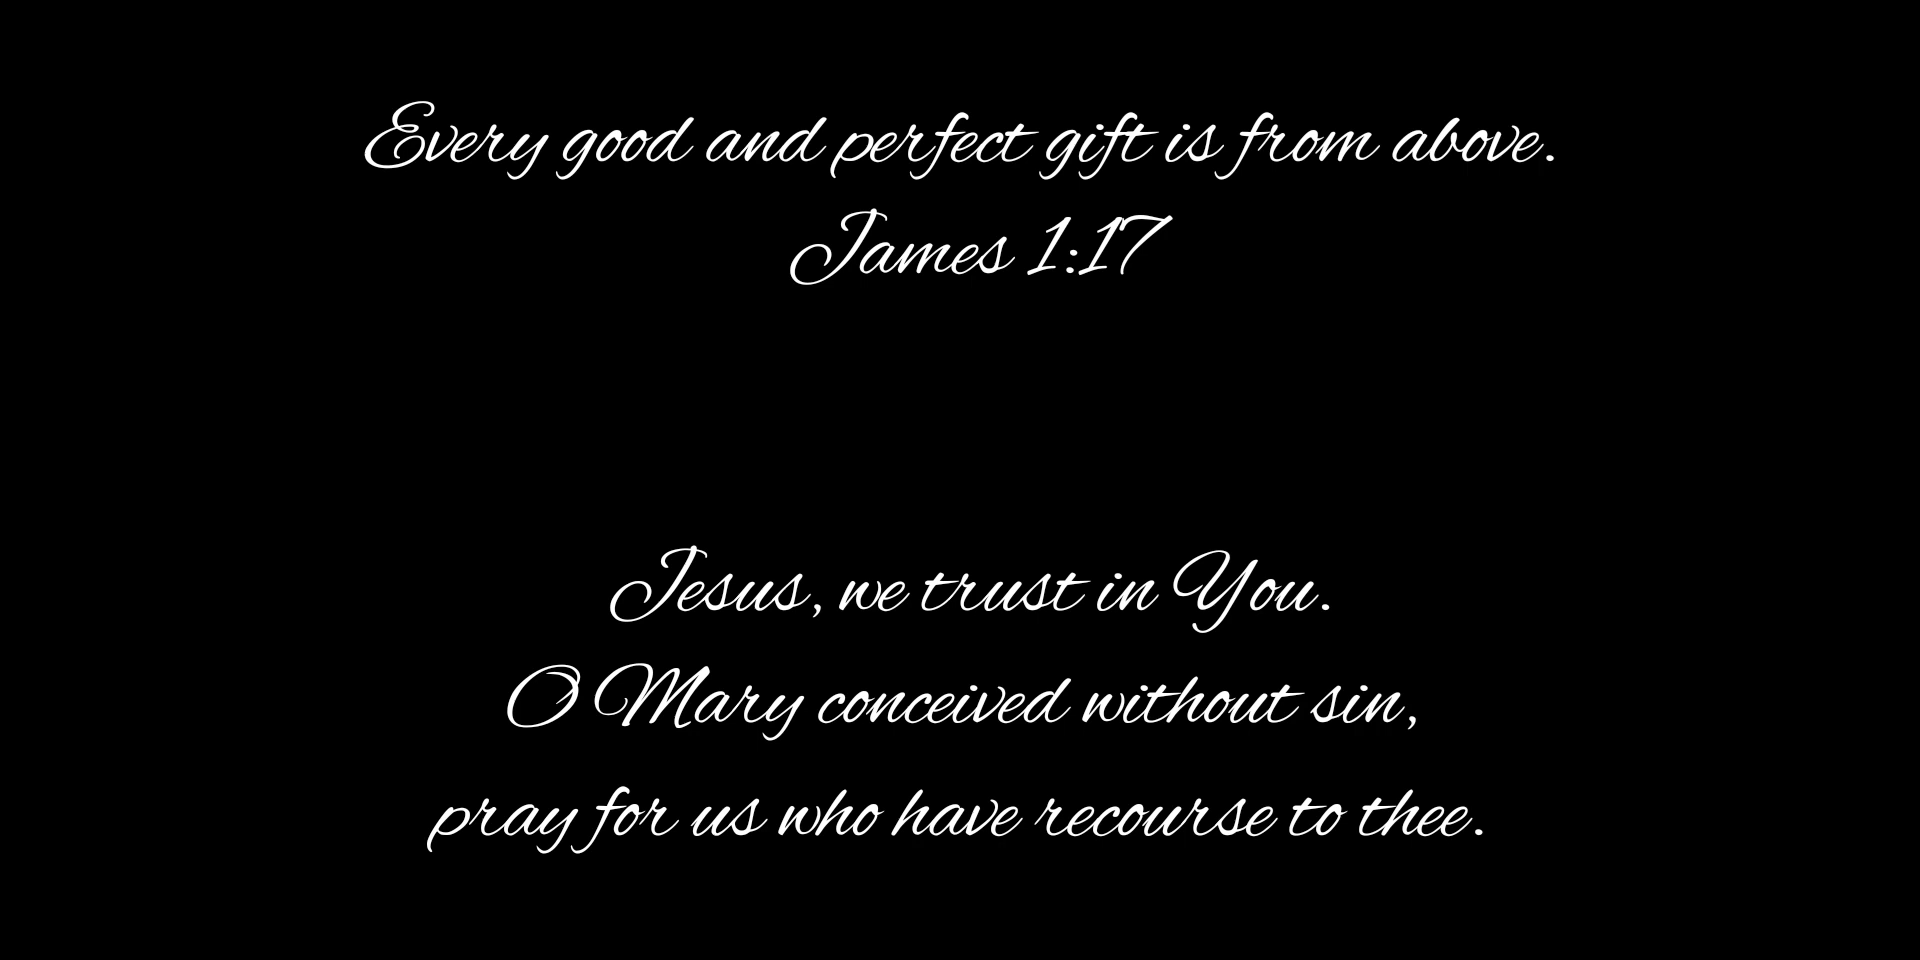 Every good and perfect gift is from above.
James 1:17
Jesus, we trust in You.
O Mary conceived without sin,
pray for us who have recourse to thee.